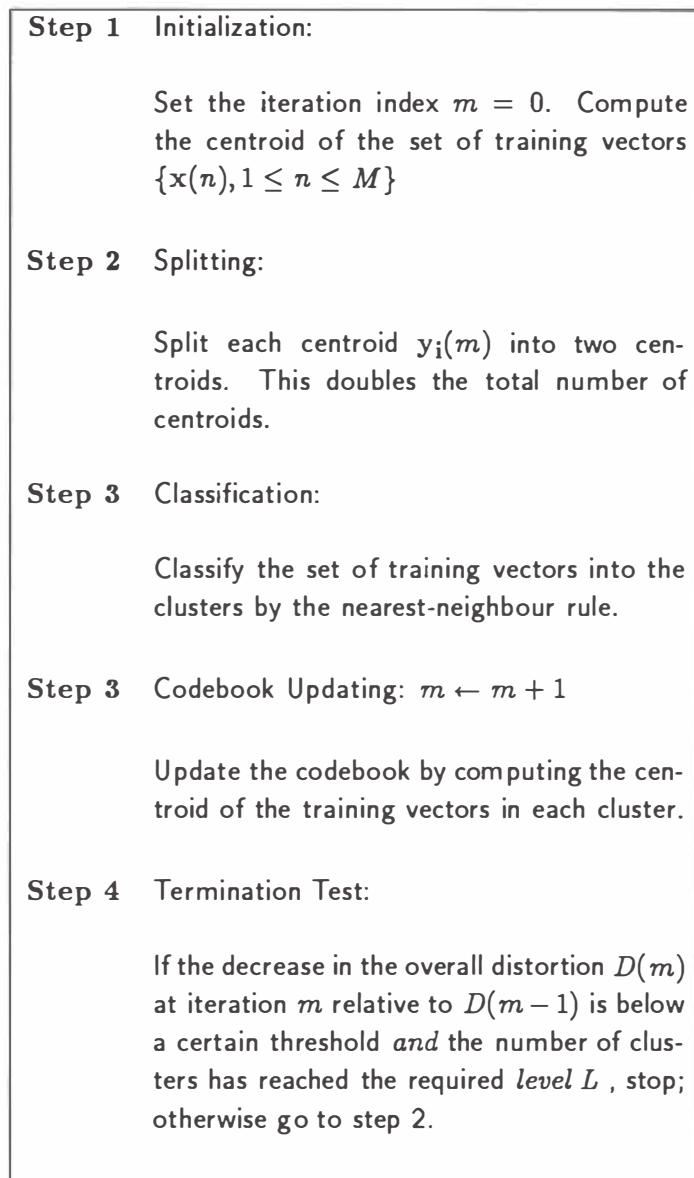 Step 1 Initialization:
Set the iteration index m = 0. Compute
the centroid of the set of training vectors
{x(n), 1 ≤ n ≤ M}
Step 2 Splitting:
Split each centroid y_i(m) into two cen-
troids. This doubles the total number of
centroids.
Step 3 Classification:
Classify the set of training vectors into the
clusters by the nearest-neighbour rule.
Step 3 Codebook Updating: m ← m + 1
Update the codebook by computing the cen-
troid of the training vectors in each cluster.
Step 4 Termination Test:
If the decrease in the overall distortion D(m)
at iteration m relative to D(m − 1) is below
a certain threshold and the number of clus-
ters has reached the required level L , stop;
otherwise go to step 2.